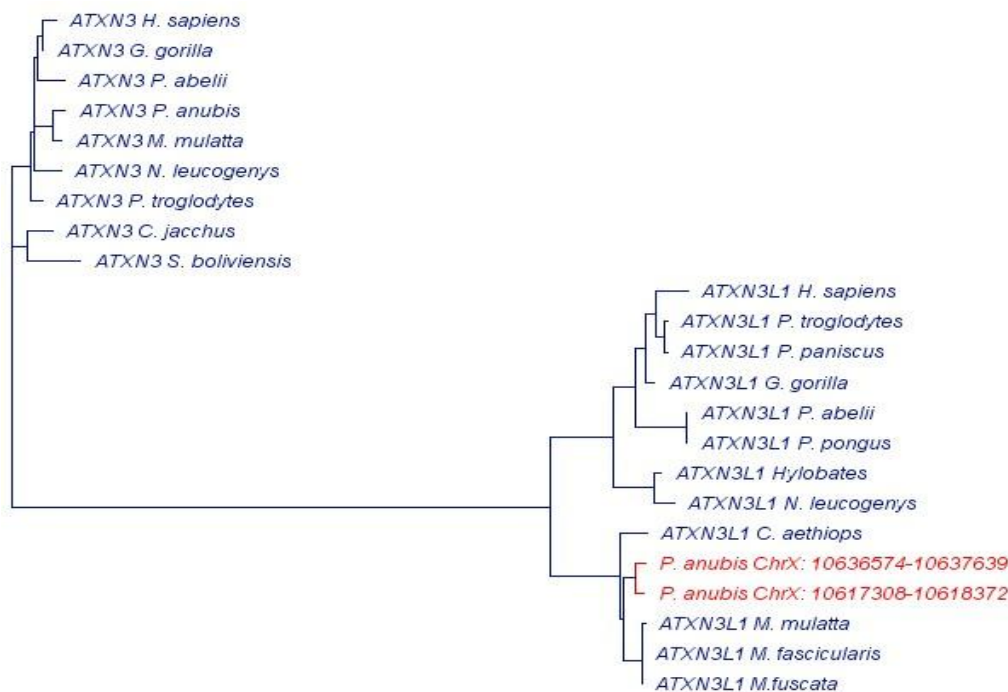 ATXN3 H. sapiens
ATXN3 G. gorilla
ATXN3 P. abelii
ATXN3 P. anubis
ATXN3 M. mulatta
ATXN3 N. leucogenys
ATXN3 P. troglodytes
ATXN3 C. jacchus
ATXN3 S. boliviensis
ATXN3L1 H. sapiens
ATXN3L1 P. troglodytes
ATXN3L1 P. paniscus
ATXN3L1 G. gorilla
ATXN3L1 P. abelii
ATXN3L1 P. pongus
ATXN3L1 Hylobates
ATXN3L1 N. leucogenys
ATXN3L1 C. aethiops
P. anubis ChrX: 10636574-10637639
P. anubis ChrX: 10617308-10618372
ATXN3L1 M. mulatta
ATXN3L1 M. fascicularis
ATXN3L1 M.fuscata